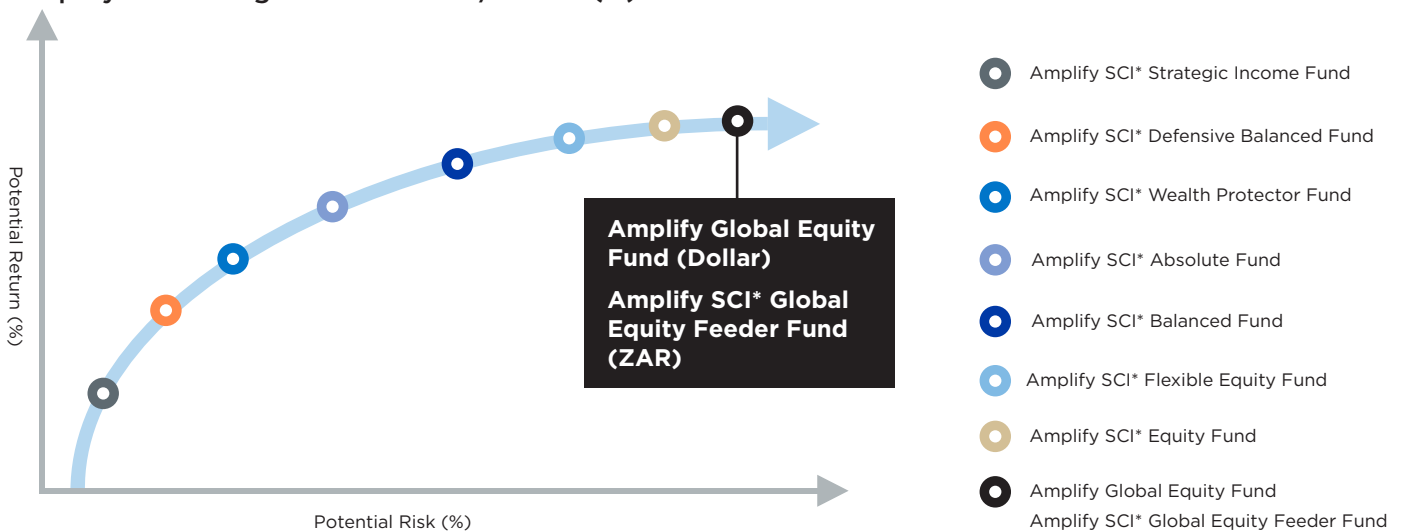 Potential Return (%)
Amplify Global Equity
Fund (Dollar)
Amplify SCI* Global
Equity Feeder Fund
(ZAR)
Potential Risk (%)
Amplify SCI* Strategic Income Fund
Amplify SCI* Defensive Balanced Fund
Amplify SCI* Wealth Protector Fund
Amplify SCI* Absolute Fund
Amplify SCI* Balanced Fund
Amplify SCI* Flexible Equity Fund
Amplify SCI* Equity Fund
Amplify Global Equity Fund
Amplify SCI* Global Equity Feeder Fund